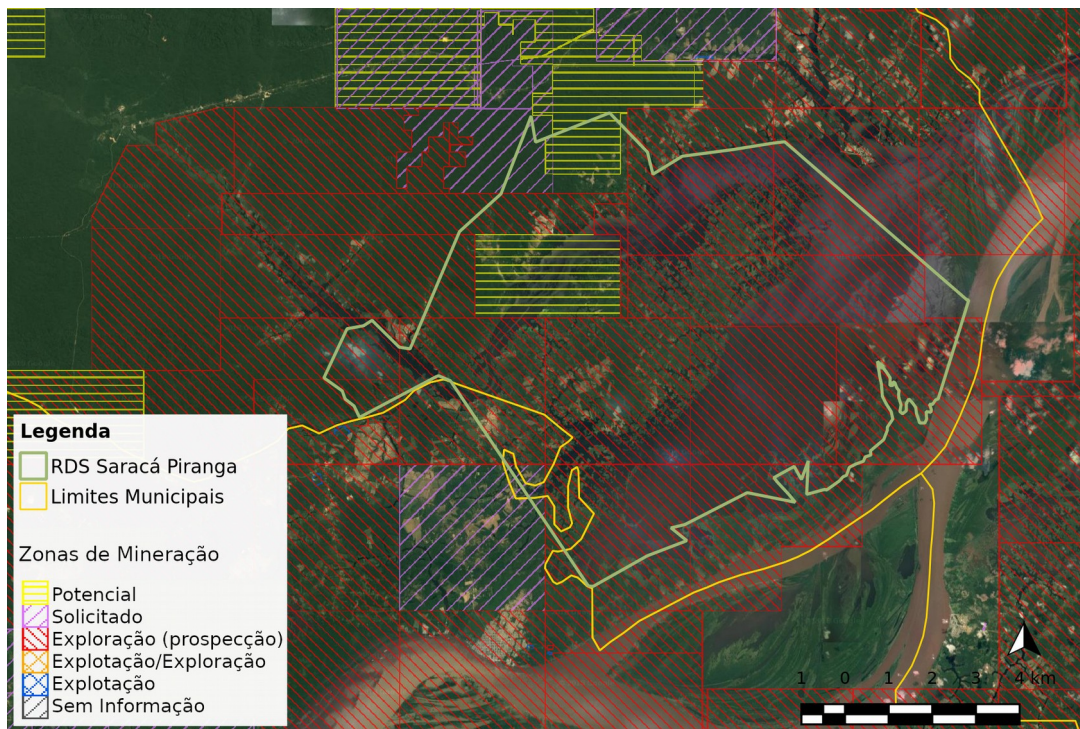 Legenda
RDS Saracá Piranga
Limites Municipais
Zonas de Mineração
Potencial
Solicitado
Exploração (prospecção)
Explotação/Exploração
Explotação
Sem Informação
1 0 1 2 3 4 km